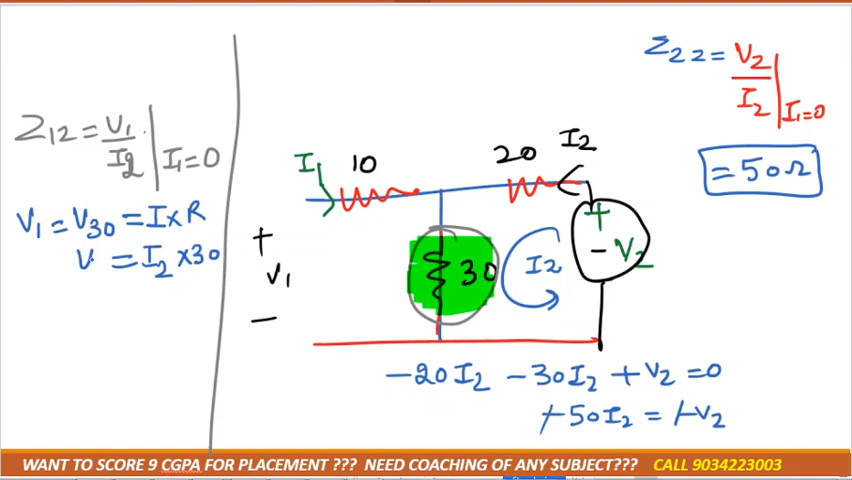 Z12 = V1/I2 | I1=0
V1 = V30 = I×R
V = I2 ×30
Z22 = V2/I2 | I1=0
= 50Ω
I1
10
20
I2
+
V1
−
30
I2
+
− V2
−20I2 −30I2 +V2 =0
+50I2 = +V2
WANT TO SCORE 9 CGPA FOR PLACEMENT ??? NEED COACHING OF ANY SUBJECT??? CALL 9034223003